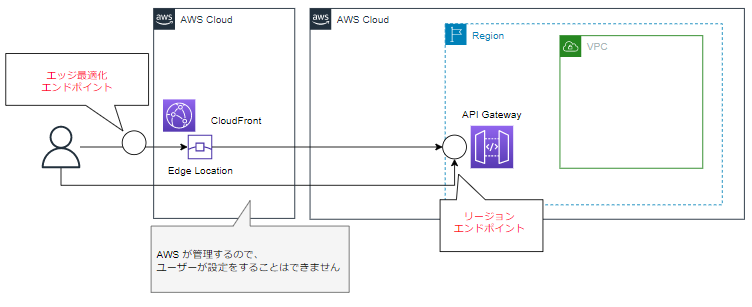 aws
AWS Cloud
aws
AWS Cloud
Region
VPC
エッジ最適化
エンドポイント
CloudFront
API Gateway
Edge Location
リージョン
エンドポイント
AWS が管理するので、
ユーザーが設定をすることはできません